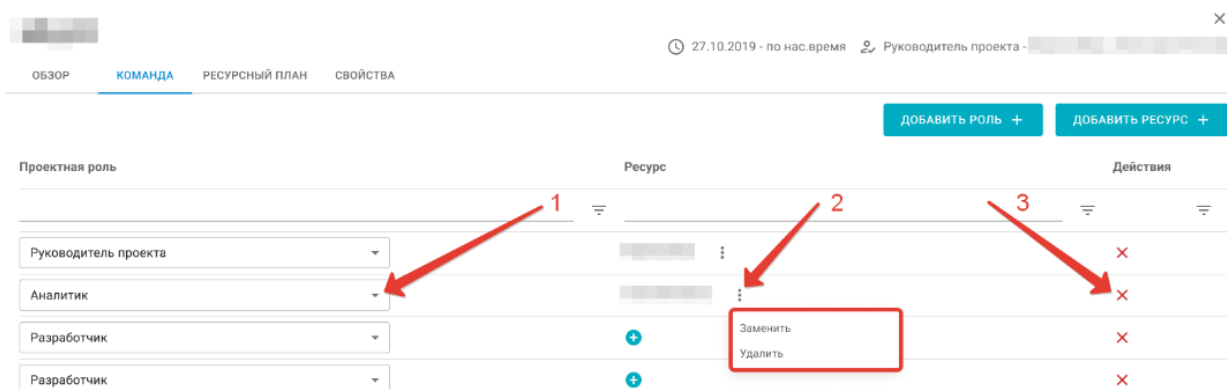 27.10.2019 - по нас.время Руководитель проекта -
ОБЗОР КОМАНДА РЕСУРСНЫЙ ПЛАН СВОЙСТВА
ДОБАВИТЬ РОЛЬ + ДОБАВИТЬ РЕСУРС +
Проектная роль Ресурс Действия
1 2 3
Руководитель проекта
Аналитик
Заменить
Разработчик
Удалить
Разработчик